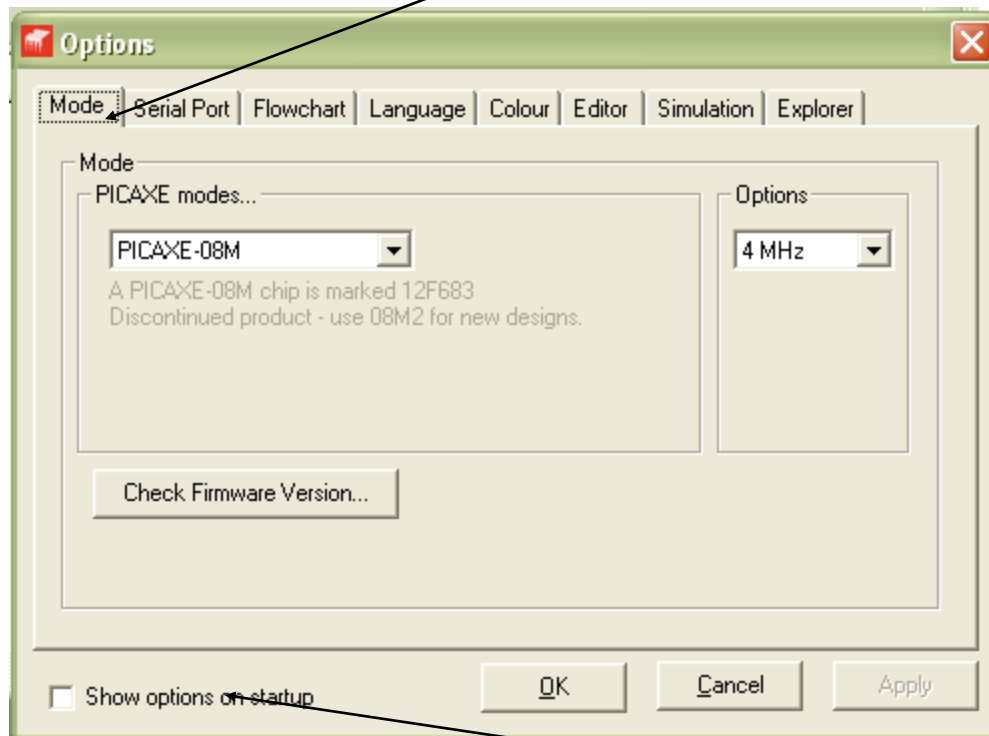 Options
Mode Serial Port Flowchart Language Colour Editor Simulation Explorer
Mode
PICAXE modes...
Options
PICAXE-08M
4 MHz
A PICAXE-08M chip is marked 12F683
Discontinued product - use 08M2 for new designs.
Check Firmware Version...
Show options on startup
OK
Cancel
Apply